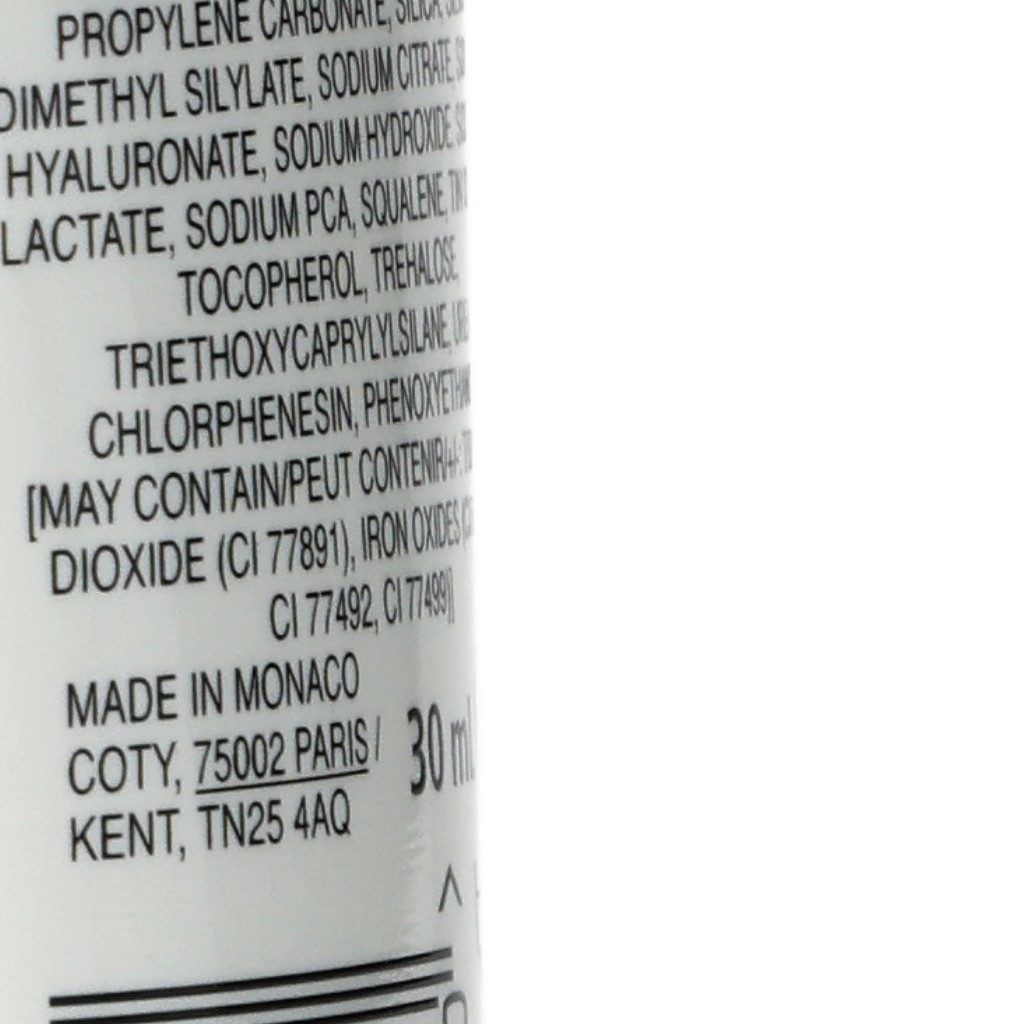 PROPYLENE CARBONATE, SILICA
DIMETHYL SILYLATE, SODIUM CITRATE,
HYALURONATE, SODIUM HYDROXIDE,
LACTATE, SODIUM PCA, SQUALENE, TIN
TOCOPHEROL, TREHALOSE,
TRIETHOXYCAPRYLYLSILANE,
CHLORPHENESIN,
[MAY CONTAIN/PEUT CONTENIR/+/-:
DIOXIDE (CI 77891), IRON OXIDES
CI 77492, CI 77499)]
MADE IN MONACO
COTY, 75002 PARIS /
KENT, TN25 4AQ
30 mL